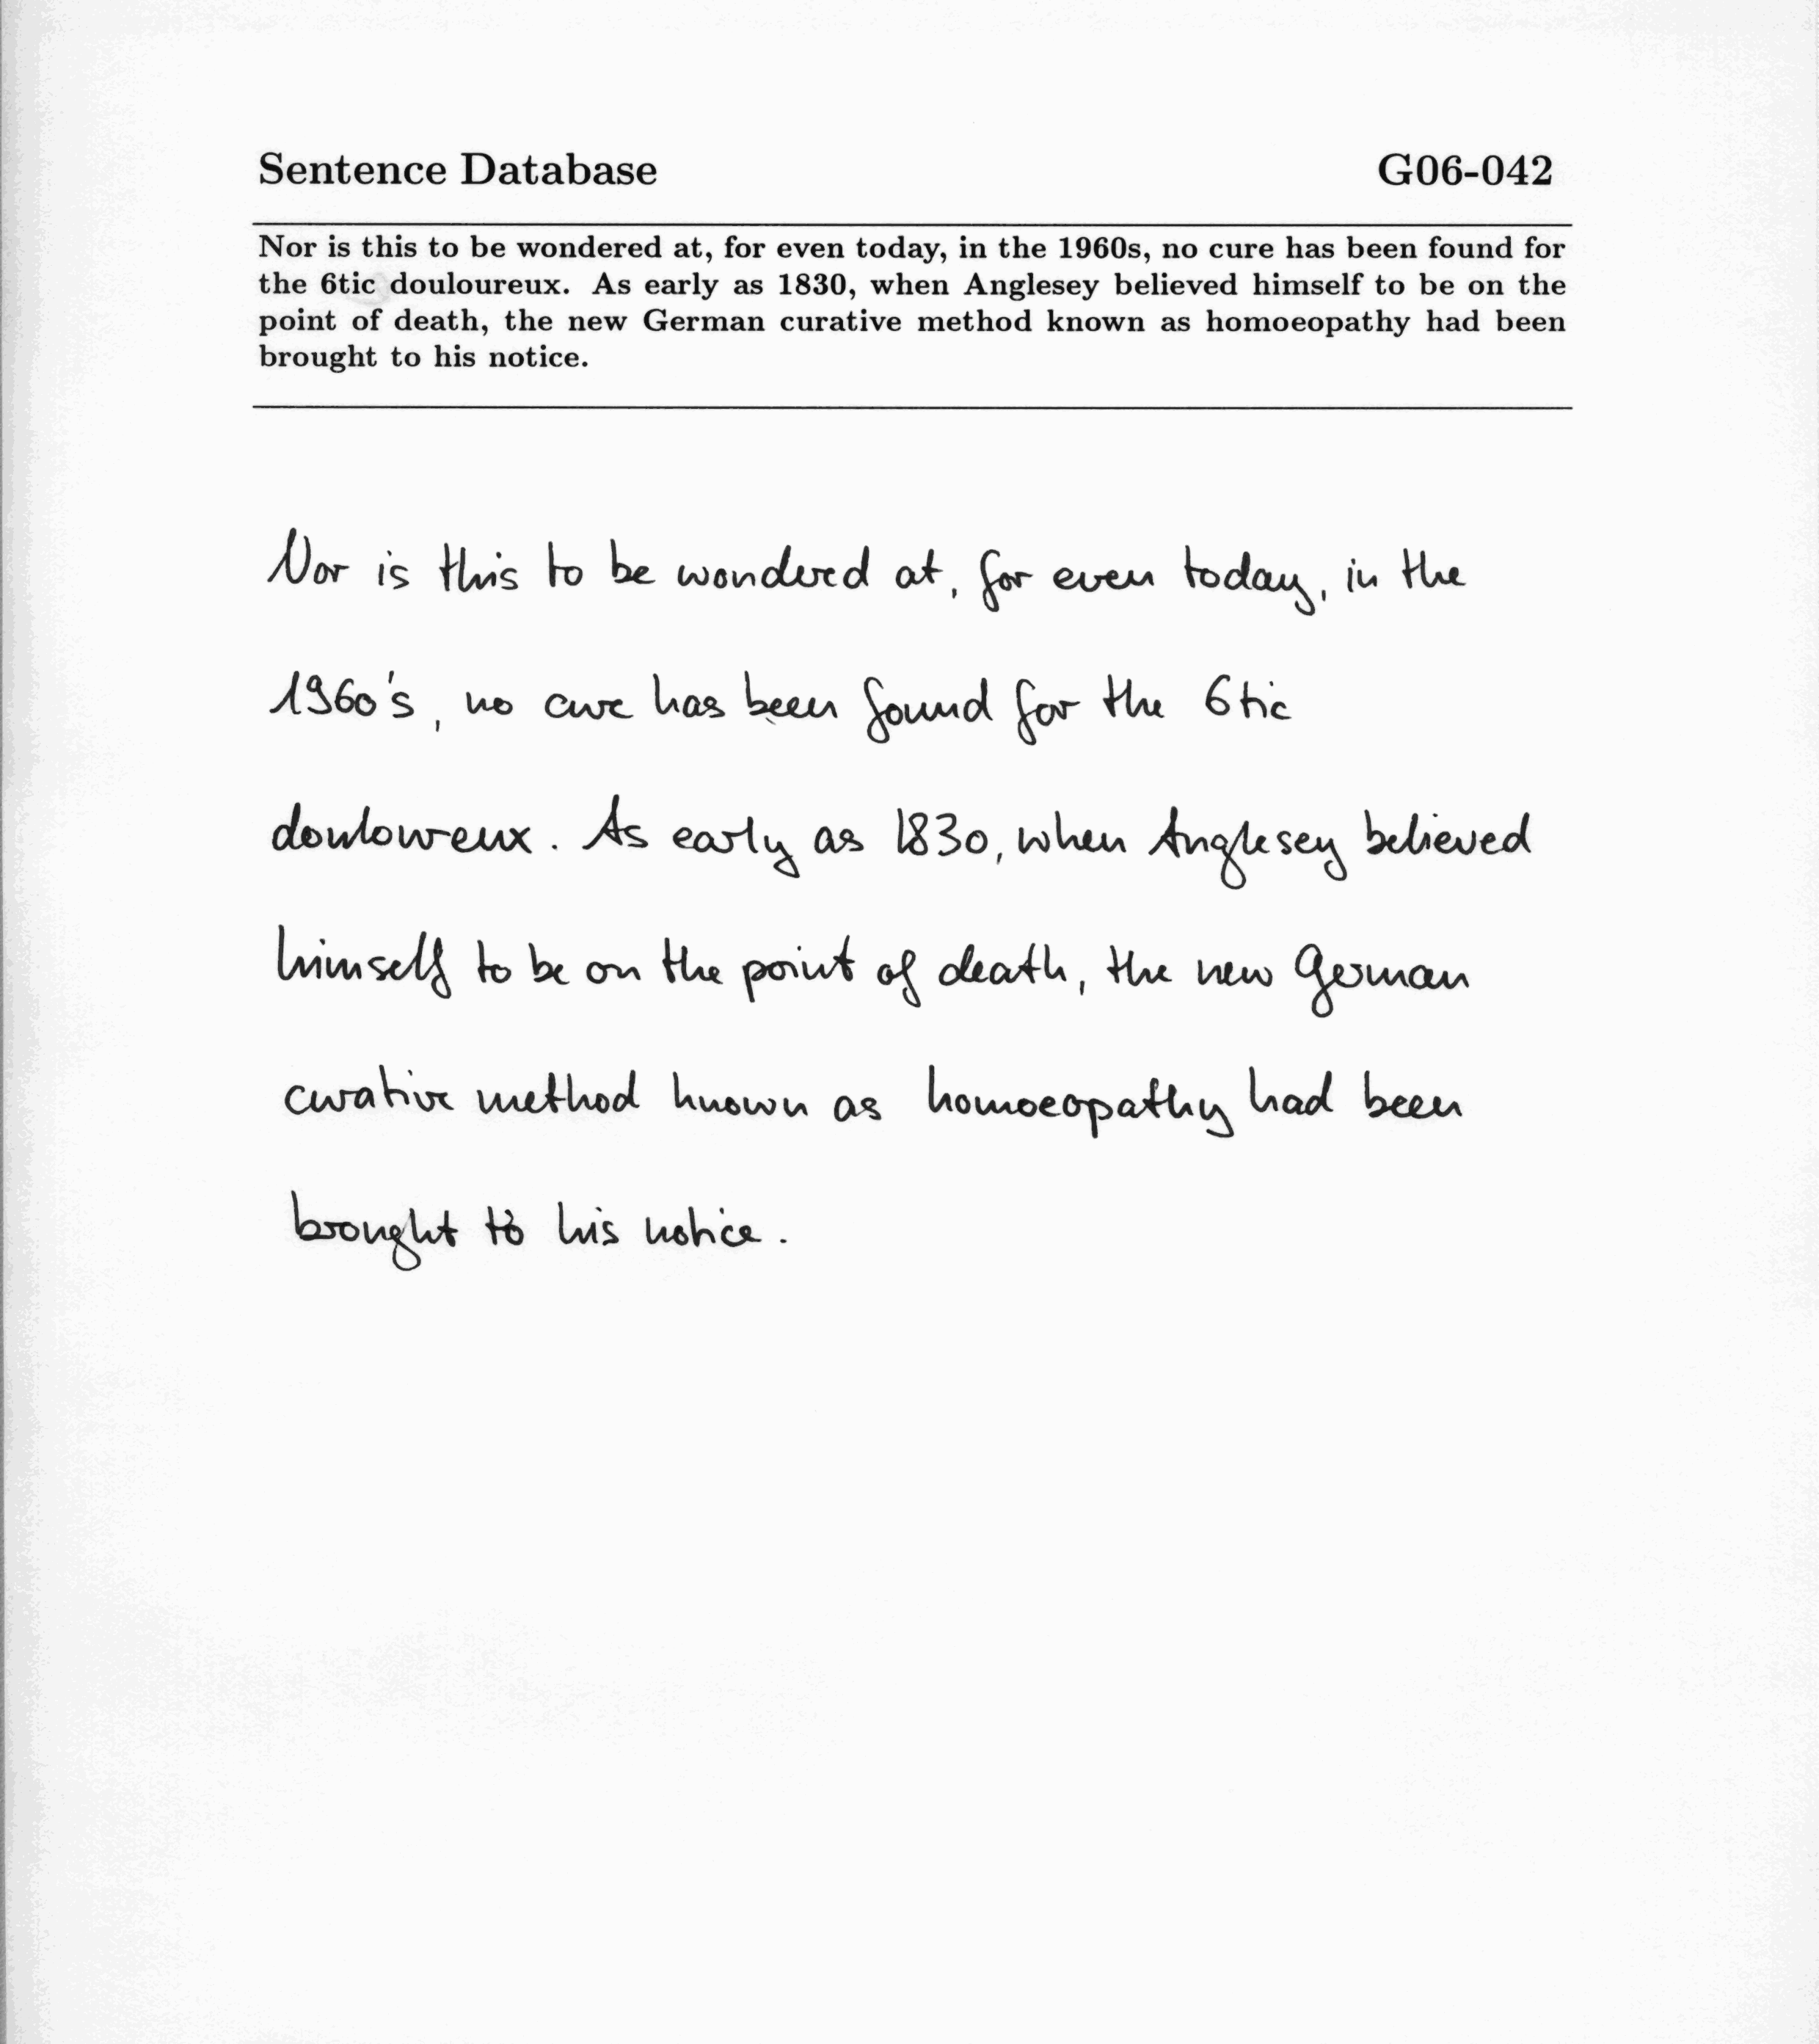 Sentence Database G06-042
Nor is this to be wondered at, for even today, in the 1960s, no cure has been found for
the 6tic douloureux. As early as 1830, when Anglesey believed himself to be on the
point of death, the new German curative method known as homoeopathy had been
brought to his notice.
Nor is this to be wondered at, for even today, in the
1960's, no cure has been found for the 6tic
douloureux. As early as 1830, when Anglesey believed
himself to be on the point of death, the new German
curative method known as homoeopathy had been
brought to his notice.